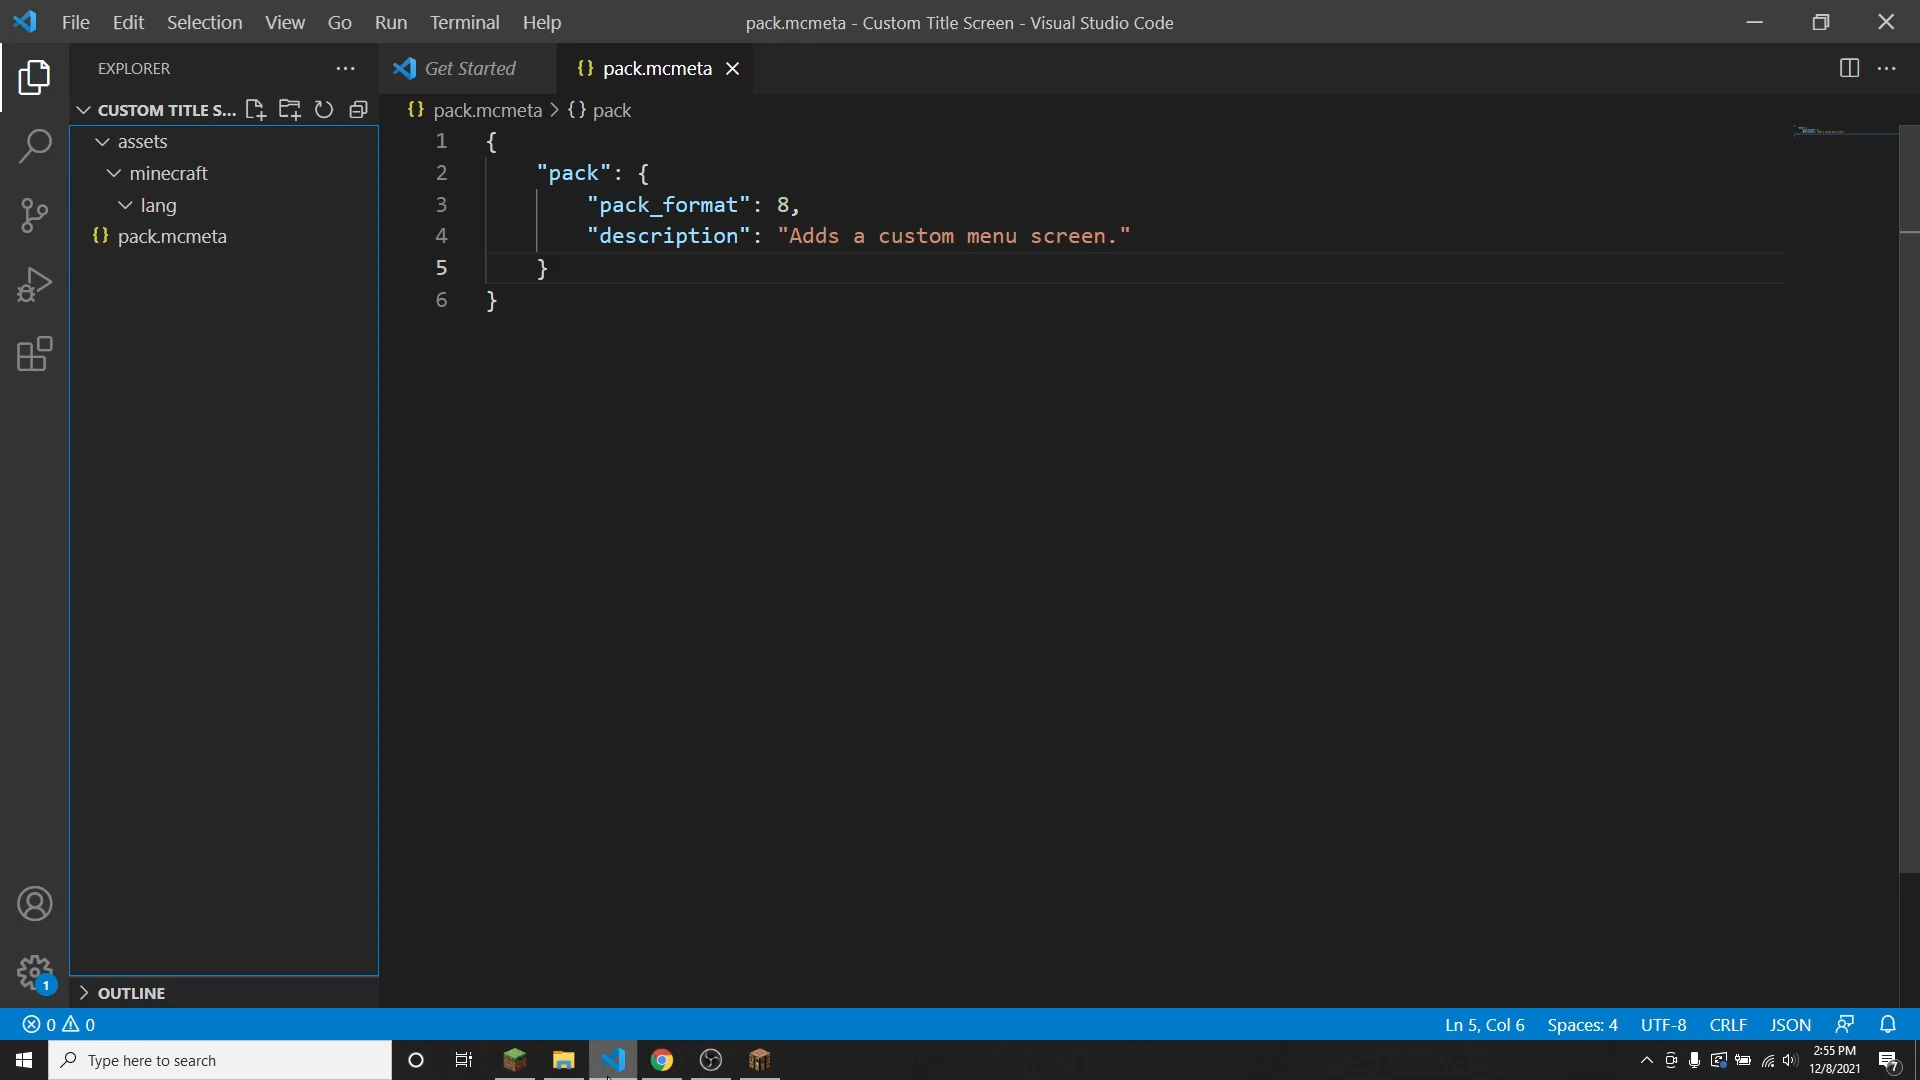 File Edit Selection View Go Run Terminal Help
pack.mcmeta - Custom Title Screen - Visual Studio Code
EXPLORER
Get Started
{} pack.mcmeta
CUSTOM TITLE S...
{} pack.mcmeta > {} pack
assets
minecraft
lang
{} pack.mcmeta
1 {
2 "pack": {
3 "pack_format": 8,
4 "description": "Adds a custom menu screen."
5 }
6 }
1
OUTLINE
0 0
Ln 5, Col 6 Spaces: 4 UTF-8 CRLF JSON
Type here to search
2:55 PM
12/8/2021
7